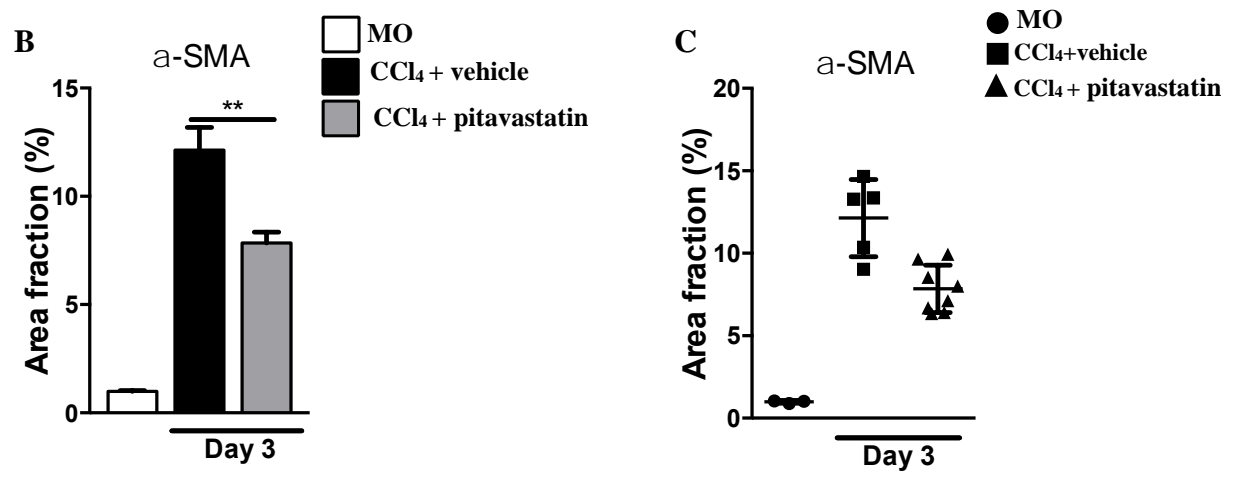 B
a-SMA
MO
CCl₄ + vehicle
CCl₄ + pitavastatin
15
10
5
0
Area fraction (%)
**
Day 3
C
a-SMA
MO
CCl₄+vehicle
CCl₄ + pitavastatin
20
15
10
5
0
Area fraction (%)
Day 3